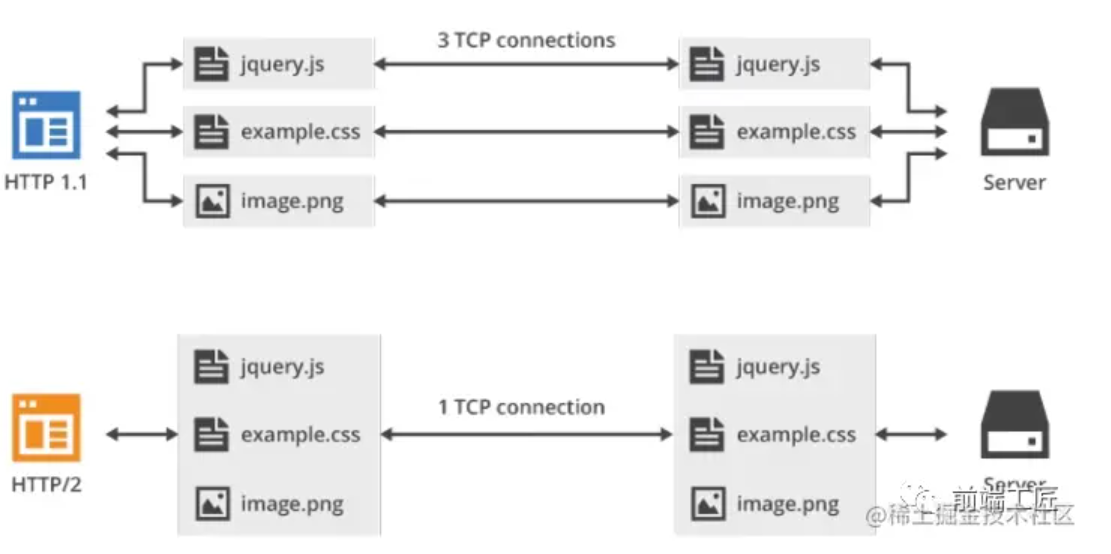 3 TCP connections
jquery.js
jquery.js
example.css
example.css
HTTP 1.1
Server
image.png
image.png
jquery.js
jquery.js
1 TCP connection
example.css
example.css
HTTP/2
Server
image.png
image.png
前端工匠
@稀土掘金技术社区